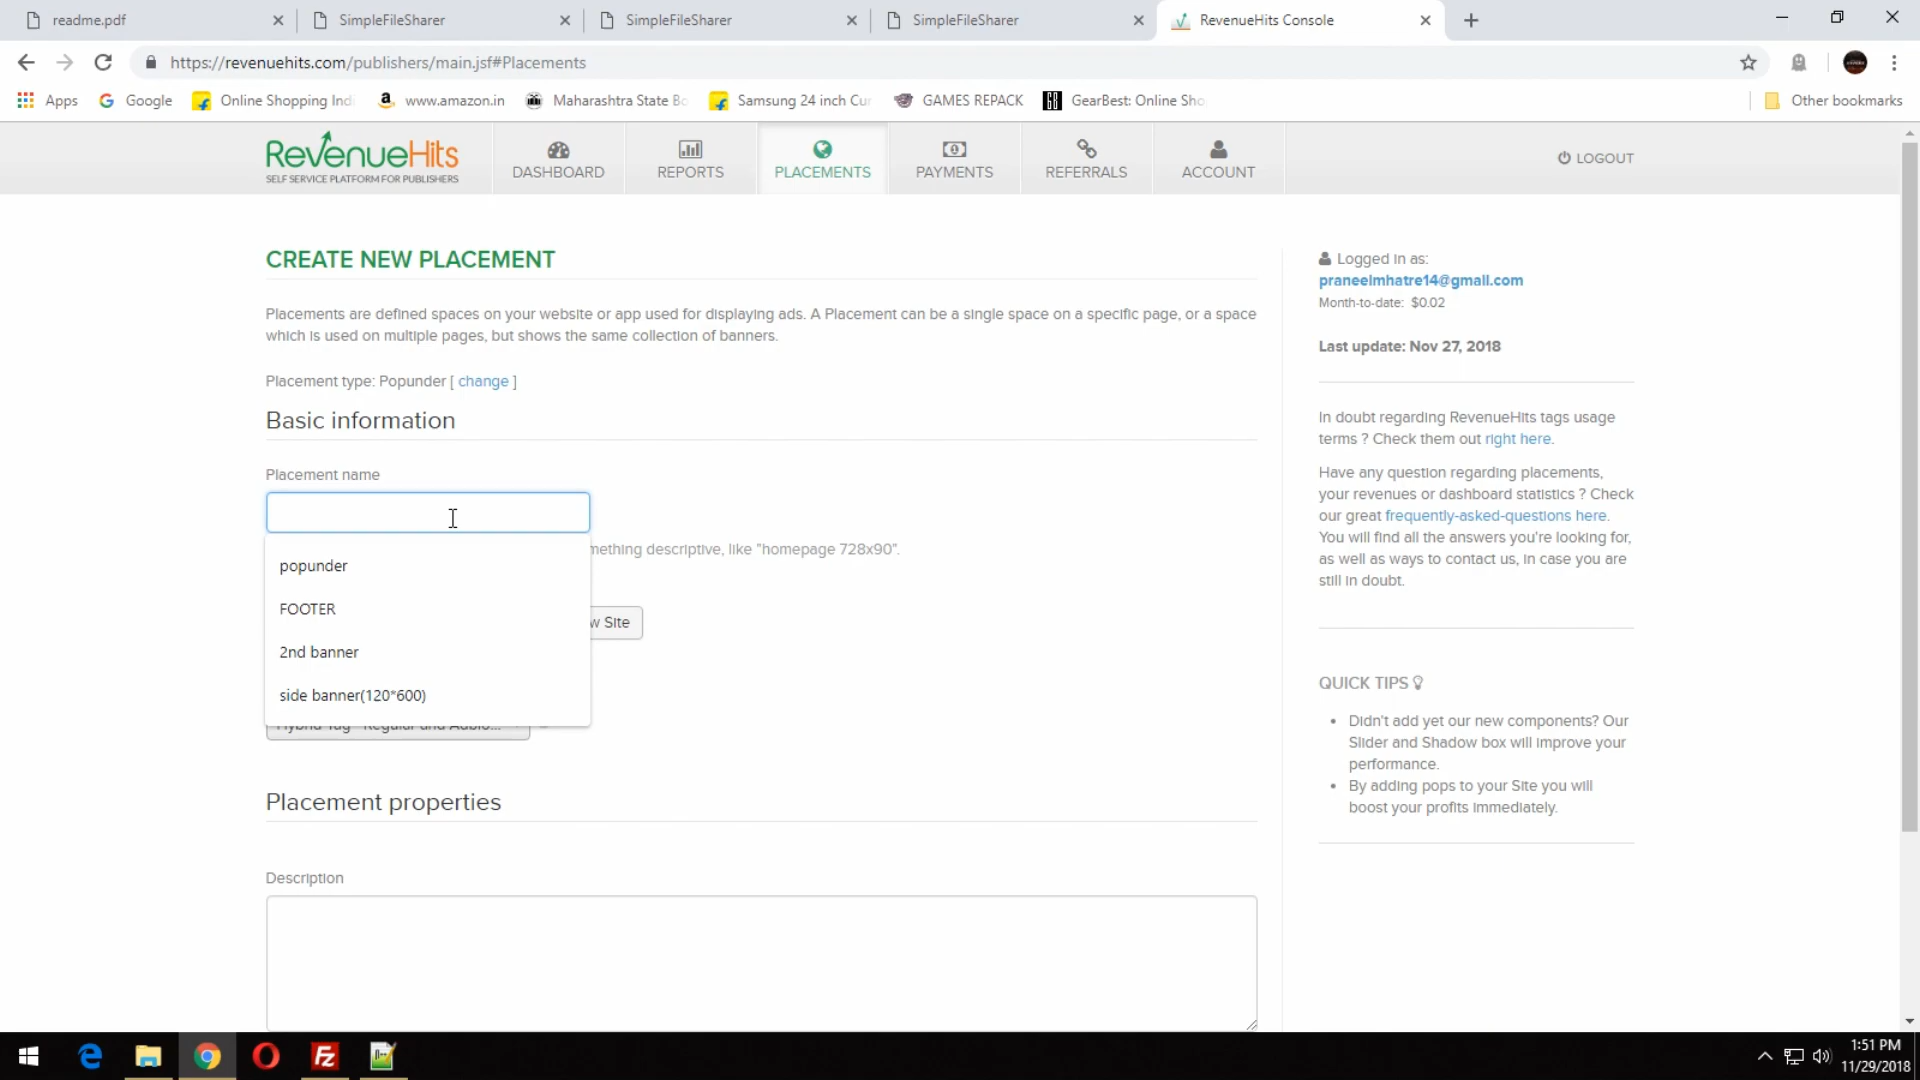 readme.pdf
SimpleFileSharer
SimpleFileSharer
SimpleFileSharer
RevenueHits Console
https://revenuehits.com/publishers/main.jsf#Placements
Apps
Google
Online Shopping Indi
www.amazon.in
Maharashtra State Bo
Samsung 24 inch Cur
GAMES REPACK
GearBest: Online Sho
Other bookmarks
RevenueHits
SELF SERVICE PLATFORM FOR PUBLISHERS
DASHBOARD
REPORTS
PLACEMENTS
PAYMENTS
REFERRALS
ACCOUNT
LOGOUT
CREATE NEW PLACEMENT
Placements are defined spaces on your website or app used for displaying ads. A Placement can be a single space on a specific page, or a space
which is used on multiple pages, but shows the same collection of banners.
Placement type: Popunder [ change ]
Basic information
Placement name
mething descriptive, like "homepage 728x90".
popunder
FOOTER
2nd banner
side banner(120*600)
w Site
Hybrid Tag - Regular and Adblo...
Placement properties
Description
Logged in as:
praneelmhatre14@gmail.com
Month-to-date: $0.02
Last update: Nov 27, 2018
In doubt regarding RevenueHits tags usage
terms ? Check them out right here.
Have any question regarding placements,
your revenues or dashboard statistics ? Check
our great frequently-asked-questions here.
You will find all the answers you're looking for,
as well as ways to contact us, in case you are
still in doubt.
QUICK TIPS
• Didn't add yet our new components? Our
Slider and Shadow box will improve your
performance.
• By adding pops to your Site you will
boost your profits immediately.
1:51 PM
11/29/2018